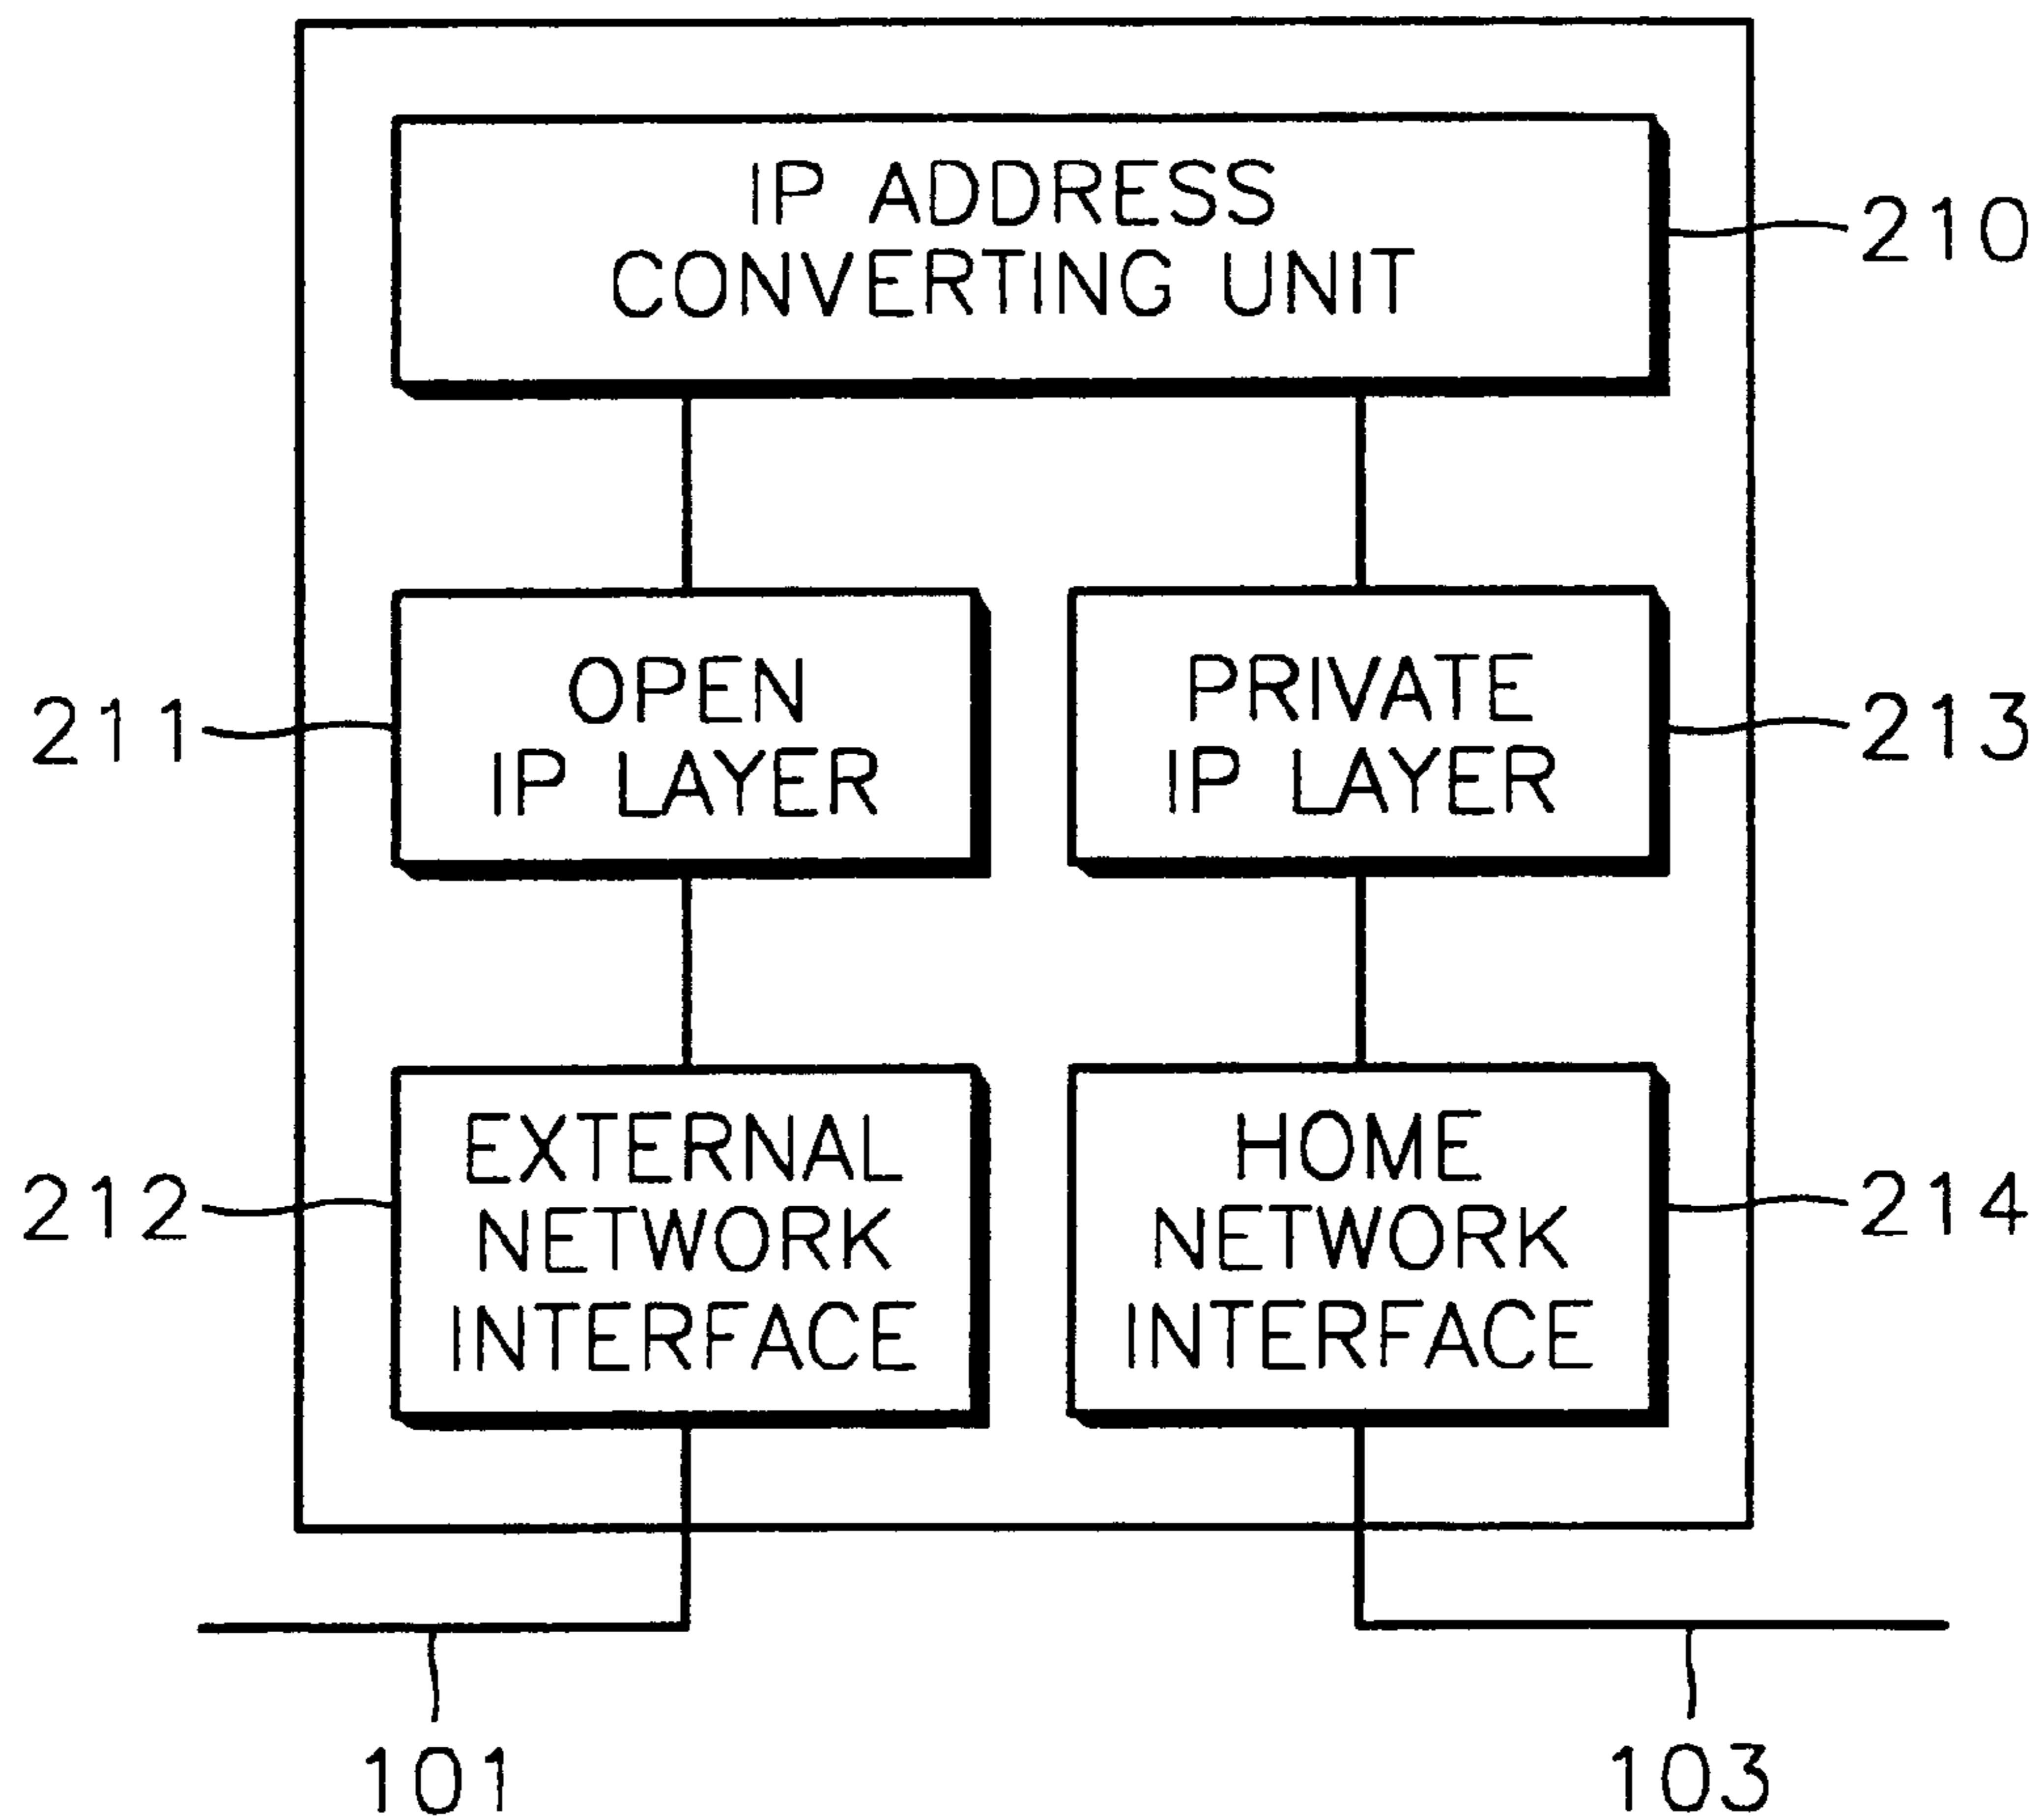 IP ADDRESS
CONVERTING UNIT
210
OPEN
IP LAYER
211
PRIVATE
IP LAYER
213
EXTERNAL
NETWORK
INTERFACE
212
HOME
NETWORK
INTERFACE
214
101
103